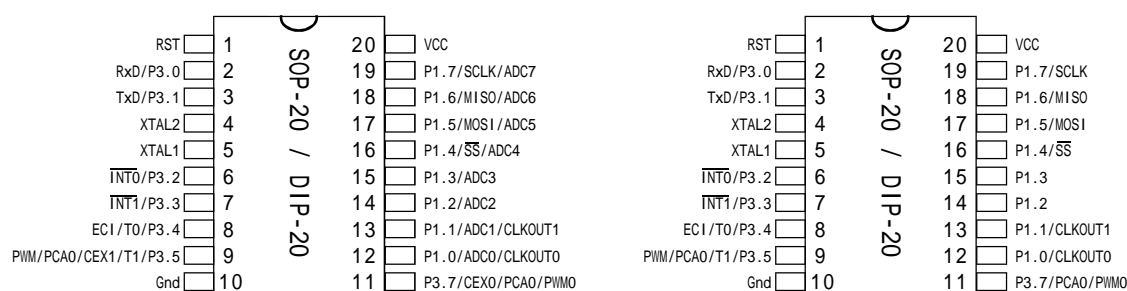 RST 1 20 VCC
RxD/P3.0 2 19 P1.7/SCLK/ADC7
TxD/P3.1 3 18 P1.6/MISO/ADC6
XTAL2 4 17 P1.5/MOSI/ADC5
XTAL1 5 16 P1.4/S̅S̅/ADC4
I̅N̅T̅0̅/P3.2 6 15 P1.3/ADC3
I̅N̅T̅1̅/P3.3 7 14 P1.2/ADC2
ECI/T0/P3.4 8 13 P1.1/ADC1/CLKOUT1
PWM/PCA0/CEX1/T1/P3.5 9 12 P1.0/ADC0/CLKOUT0
Gnd 10 11 P3.7/CEX0/PCA0/PWM0
SOP-20 / DIP-20
RST 1 20 VCC
RxD/P3.0 2 19 P1.7/SCLK
TxD/P3.1 3 18 P1.6/MISO
XTAL2 4 17 P1.5/MOSI
XTAL1 5 16 P1.4/S̅S̅
I̅N̅T̅0̅/P3.2 6 15 P1.3
I̅N̅T̅1̅/P3.3 7 14 P1.2
ECI/T0/P3.4 8 13 P1.1/CLKOUT1
PWM/PCA0/T1/P3.5 9 12 P1.0/CLKOUT0
Gnd 10 11 P3.7/PCA0/PWM0
SOP-20 / DIP-20